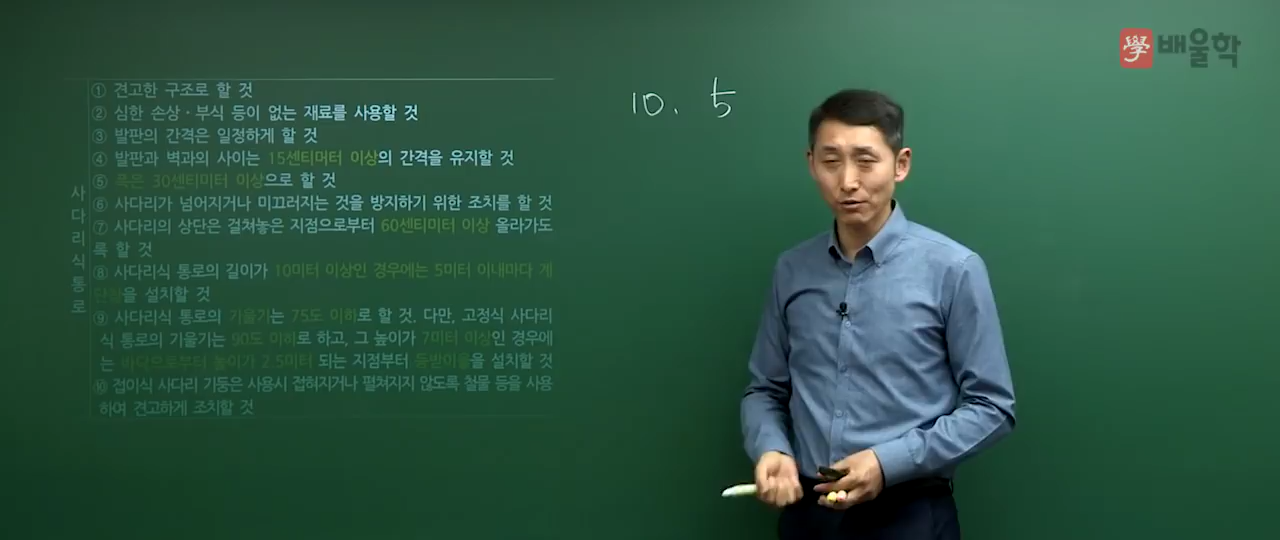 學 배울학
10. 5
사다리식 통로
① 견고한 구조로 할 것
② 심한 손상·부식 등이 없는 재료를 사용할 것
③ 발판의 간격은 일정하게 할 것
④ 발판과 벽과의 사이는 15센티미터 이상의 간격을 유지할 것
⑤ 폭은 30센티미터 이상으로 할 것
⑥ 사다리가 넘어지거나 미끄러지는 것을 방지하기 위한 조치를 할 것
⑦ 사다리의 상단은 걸쳐놓은 지점으로부터 60센티미터 이상 올라가도
록 할 것
⑧ 사다리식 통로의 길이가 10미터 이상인 경우에는 5미터 이내마다 계
단참을 설치할 것
⑨ 사다리식 통로의 기울기는 75도 이하로 할 것. 다만, 고정식 사다리
식 통로의 기울기는 90도 이하로 하고, 그 높이가 7미터 이상인 경우에
는 바닥으로부터 높이가 2.5미터 되는 지점부터 등받이울을 설치할 것
⑩ 접이식 사다리 기둥은 사용시 접혀지거나 펼쳐지지 않도록 철물 등을 사용
하여 견고하게 조치할 것